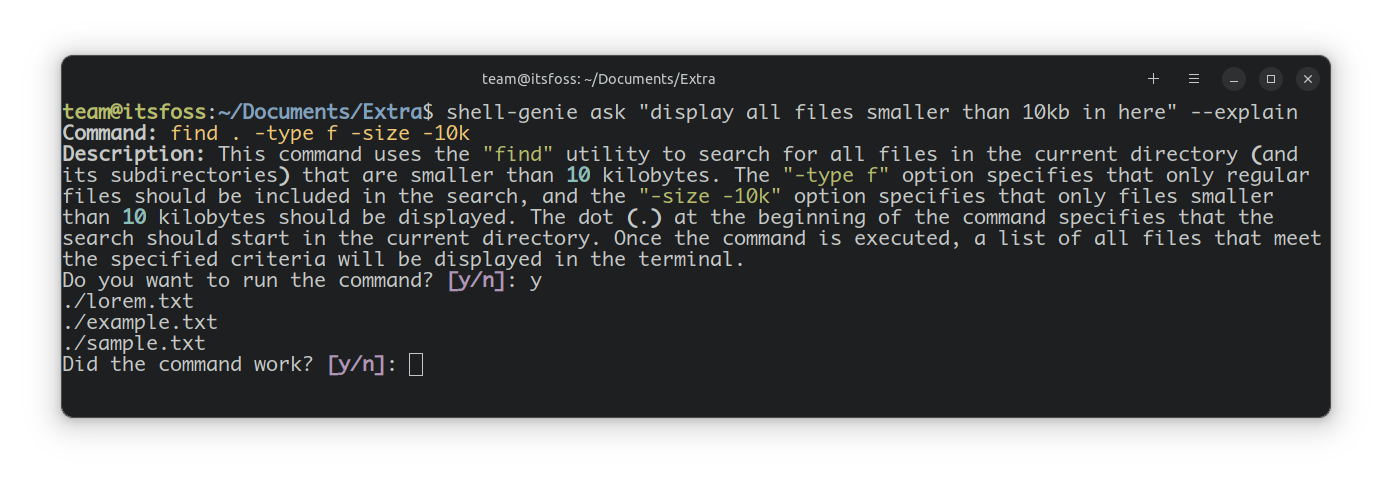 team@itsfoss: ~/Documents/Extra
team@itsfoss:~/Documents/Extra$ shell-genie ask "display all files smaller than 10kb in here" --explain
Command: find . -type f -size -10k
Description: This command uses the "find" utility to search for all files in the current directory (and
its subdirectories) that are smaller than 10 kilobytes. The "-type f" option specifies that only regular
files should be included in the search, and the "-size -10k" option specifies that only files smaller
than 10 kilobytes should be displayed. The dot (.) at the beginning of the command specifies that the
search should start in the current directory. Once the command is executed, a list of all files that meet
the specified criteria will be displayed in the terminal.
Do you want to run the command? [y/n]: y
./lorem.txt
./example.txt
./sample.txt
Did the command work? [y/n]: